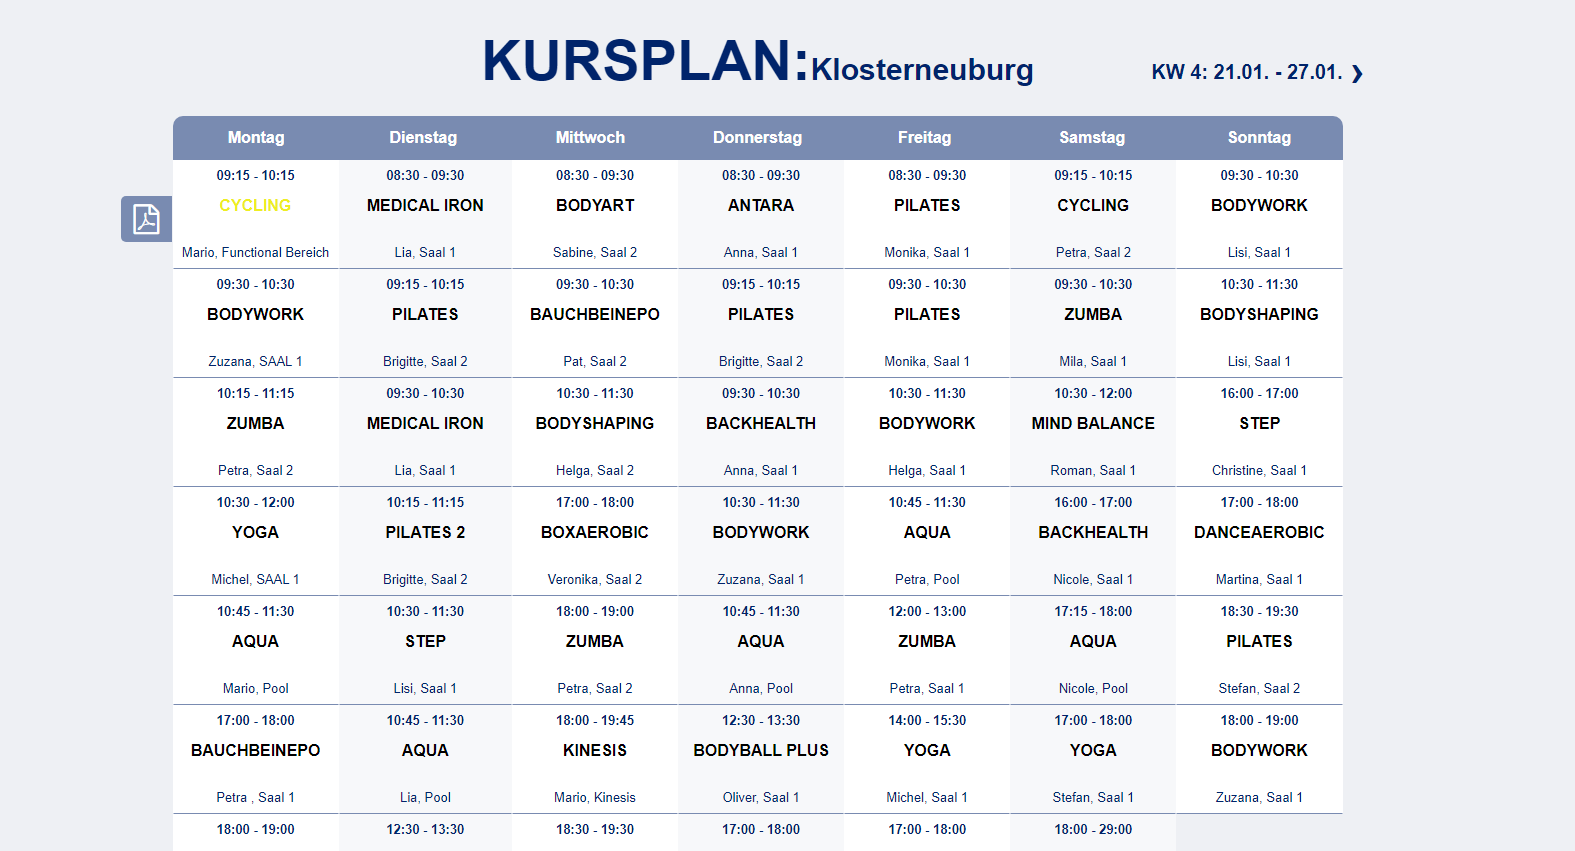 KURSPLAN:Klosterneuburg
KW 4: 21.01. - 27.01. ❯
Montag Dienstag Mittwoch Donnerstag Freitag Samstag Sonntag
09:15 - 10:15 08:30 - 09:30 08:30 - 09:30 08:30 - 09:30 08:30 - 09:30 09:15 - 10:15 09:30 - 10:30
CYCLING MEDICAL IRON BODYART ANTARA PILATES CYCLING BODYWORK
Mario, Functional Bereich Lia, Saal 1 Sabine, Saal 2 Anna, Saal 1 Monika, Saal 1 Petra, Saal 2 Lisi, Saal 1
09:30 - 10:30 09:15 - 10:15 09:30 - 10:30 09:15 - 10:15 09:30 - 10:30 09:30 - 10:30 10:30 - 11:30
BODYWORK PILATES BAUCHBEINEPO PILATES PILATES ZUMBA BODYSHAPING
Zuzana, SAAL 1 Brigitte, Saal 2 Pat, Saal 2 Brigitte, Saal 2 Monika, Saal 1 Mila, Saal 1 Lisi, Saal 1
10:15 - 11:15 09:30 - 10:30 10:30 - 11:30 09:30 - 10:30 10:30 - 11:30 10:30 - 12:00 16:00 - 17:00
ZUMBA MEDICAL IRON BODYSHAPING BACKHEALTH BODYWORK MIND BALANCE STEP
Petra, Saal 2 Lia, Saal 1 Helga, Saal 2 Anna, Saal 1 Helga, Saal 1 Roman, Saal 1 Christine, Saal 1
10:30 - 12:00 10:15 - 11:15 17:00 - 18:00 10:30 - 11:30 10:45 - 11:30 16:00 - 17:00 17:00 - 18:00
YOGA PILATES 2 BOXAEROBIC BODYWORK AQUA BACKHEALTH DANCEAEROBIC
Michel, SAAL 1 Brigitte, Saal 2 Veronika, Saal 2 Zuzana, Saal 1 Petra, Pool Nicole, Saal 1 Martina, Saal 1
10:45 - 11:30 10:30 - 11:30 18:00 - 19:00 10:45 - 11:30 12:00 - 13:00 17:15 - 18:00 18:30 - 19:30
AQUA STEP ZUMBA AQUA ZUMBA AQUA PILATES
Mario, Pool Lisi, Saal 1 Petra, Saal 2 Anna, Pool Petra, Saal 1 Nicole, Pool Stefan, Saal 2
17:00 - 18:00 10:45 - 11:30 18:00 - 19:45 12:30 - 13:30 14:00 - 15:30 17:00 - 18:00 18:00 - 19:00
BAUCHBEINEPO AQUA KINESIS BODYBALL PLUS YOGA YOGA BODYWORK
Petra , Saal 1 Lia, Pool Mario, Kinesis Oliver, Saal 1 Michel, Saal 1 Stefan, Saal 1 Zuzana, Saal 1
18:00 - 19:00 12:30 - 13:30 18:30 - 19:30 17:00 - 18:00 17:00 - 18:00 18:00 - 29:00